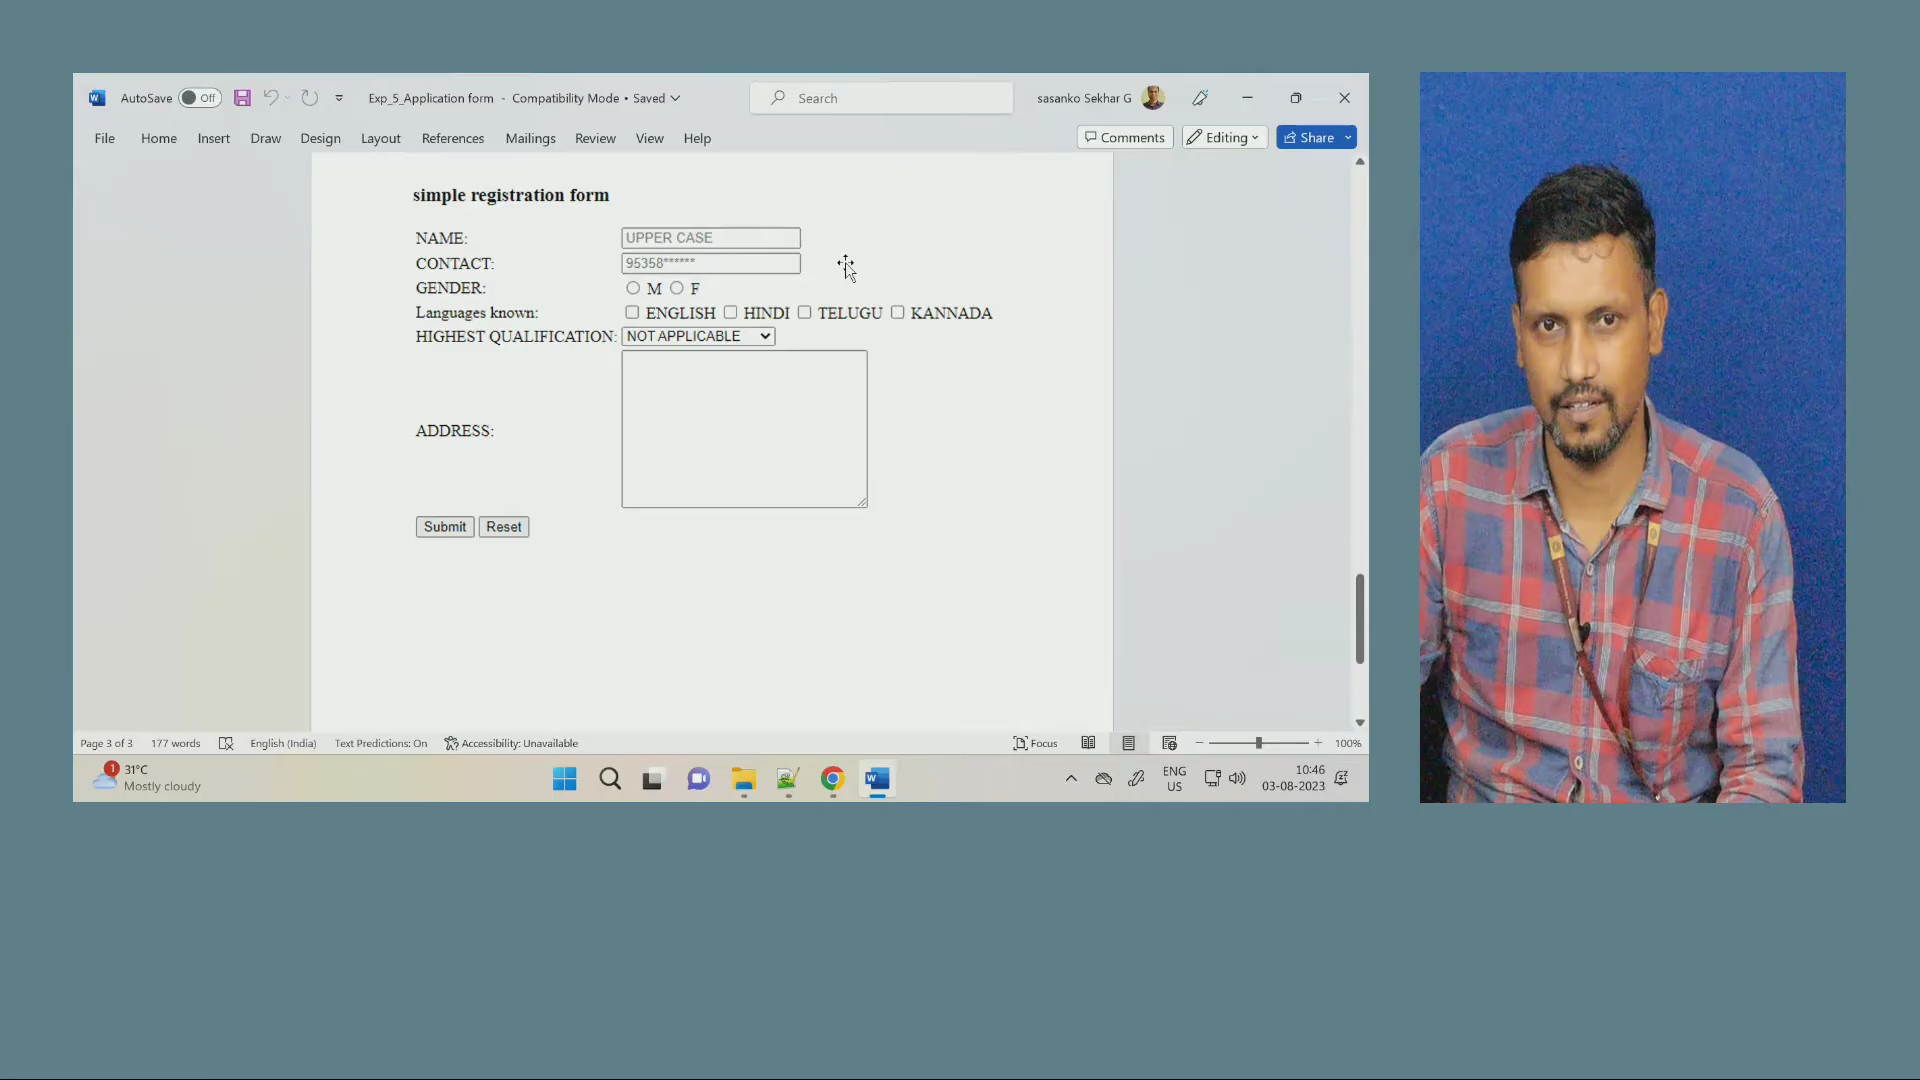 AutoSave Off Exp_5_Application form - Compatibility Mode • Saved Search sasanko Sekhar G
File Home Insert Draw Design Layout References Mailings Review View Help Comments Editing Share
simple registration form
NAME: UPPER CASE
CONTACT: 95358******
GENDER: M F
Languages known: ENGLISH HINDI TELUGU KANNADA
HIGHEST QUALIFICATION: NOT APPLICABLE
ADDRESS:
Submit Reset
Page 3 of 3 177 words English (India) Text Predictions: On Accessibility: Unavailable Focus 100%
1 31°C
Mostly cloudy
ENG
US
10:46
03-08-2023